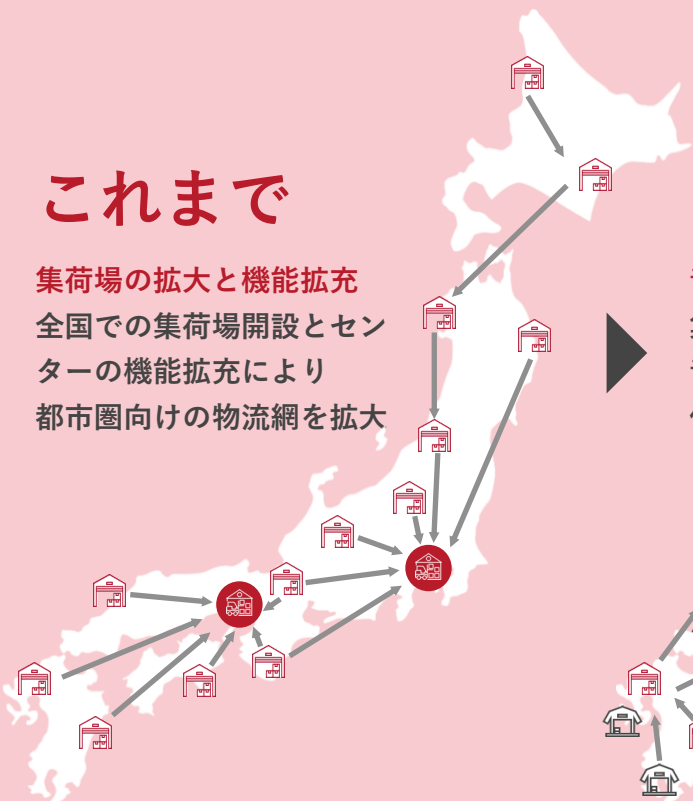 これまで
集荷場の拡大と機能拡充
全国での集荷場開設とセン
ターの機能拡充により
都市圏向けの物流網を拡大